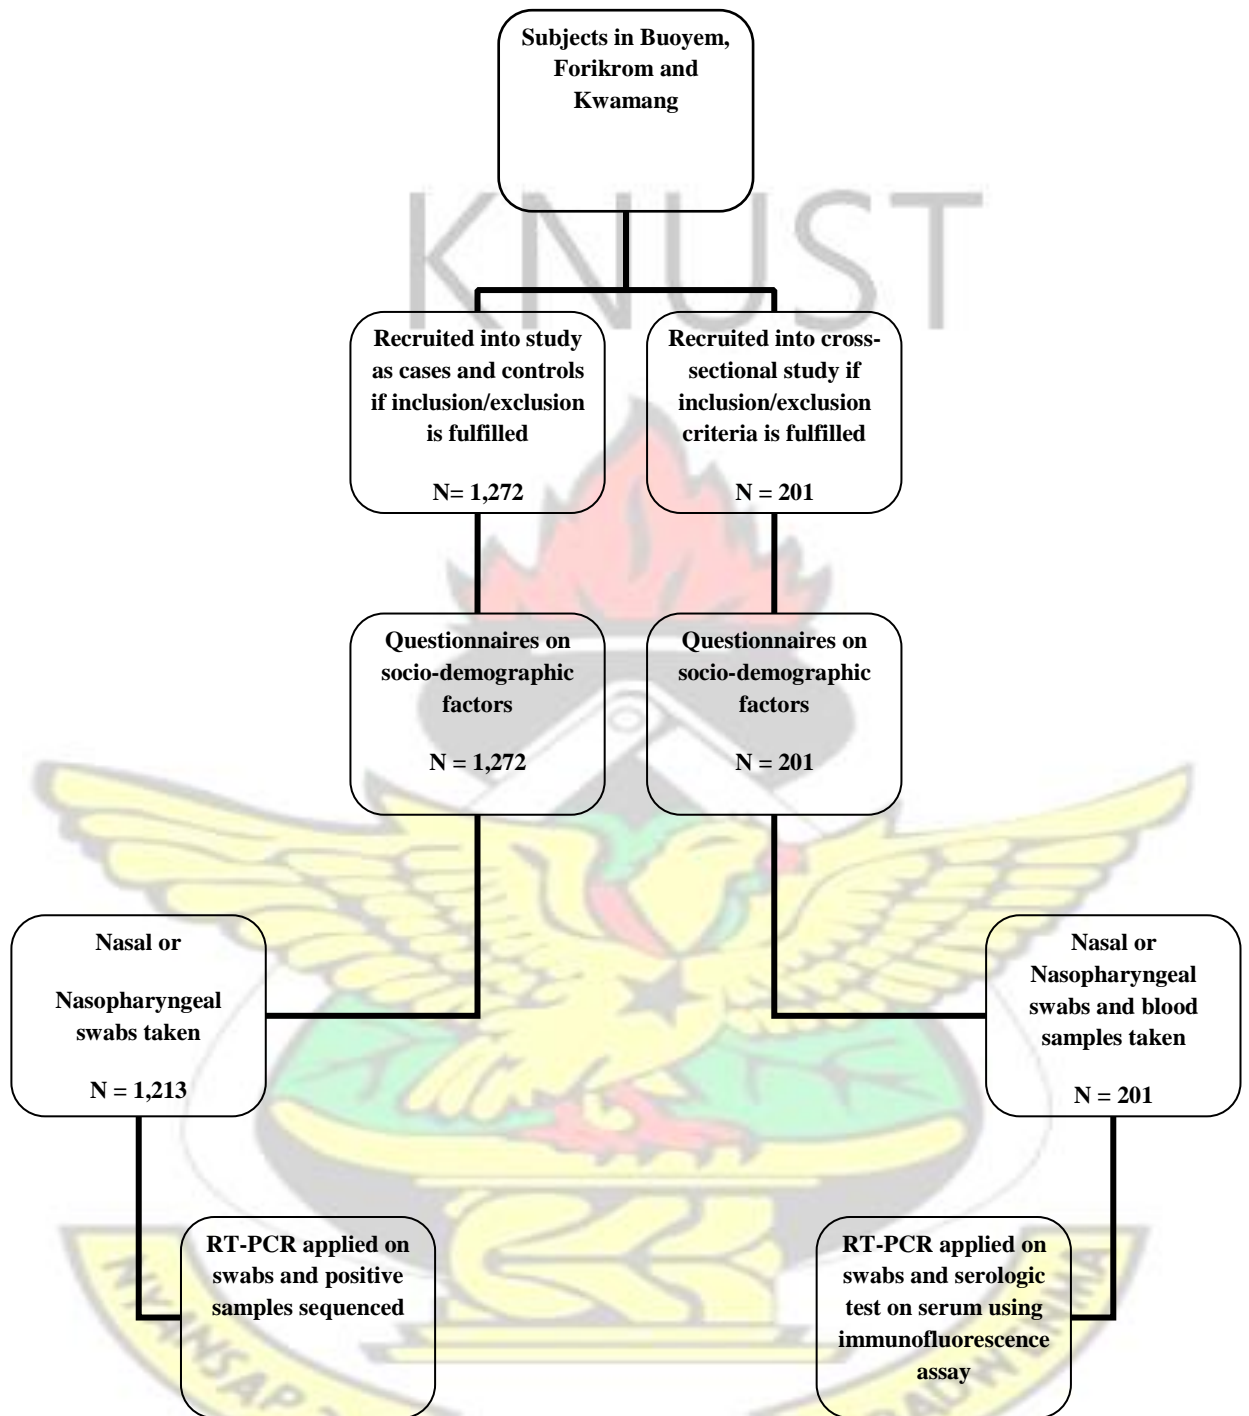 Subjects in Buoyem,
Forikrom and
Kwamang
KNUST
Recruited into study
as cases and controls
if inclusion/exclusion
is fulfilled
N= 1,272
Recruited into cross-
sectional study if
inclusion/exclusion
criteria is fulfilled
N = 201
Questionnaires on
socio-demographic
factors
N = 1,272
Questionnaires on
socio-demographic
factors
N = 201
Nasal or
Nasopharyngeal
swabs taken
N = 1,213
Nasal or
Nasopharyngeal
swabs and blood
samples taken
N = 201
RT-PCR applied on
swabs and positive
samples sequenced
RT-PCR applied on
swabs and serologic
test on serum using
immunofluorescence
assay